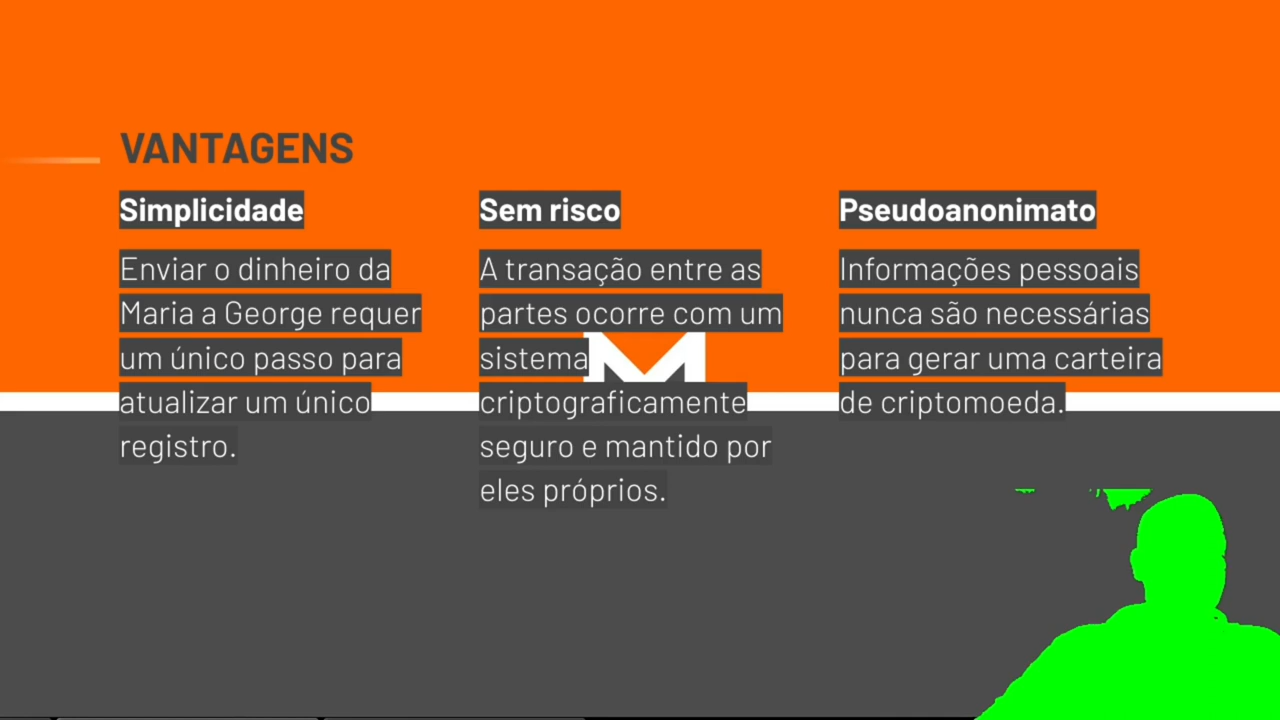 VANTAGENS
Simplicidade
Enviar o dinheiro da
Maria a George requer
um único passo para
atualizar um único
registro.
Sem risco
A transação entre as
partes ocorre com um
sistema
criptograficamente
seguro e mantido por
eles próprios.
Pseudoanonimato
Informações pessoais
nunca são necessárias
para gerar uma carteira
de criptomoeda.